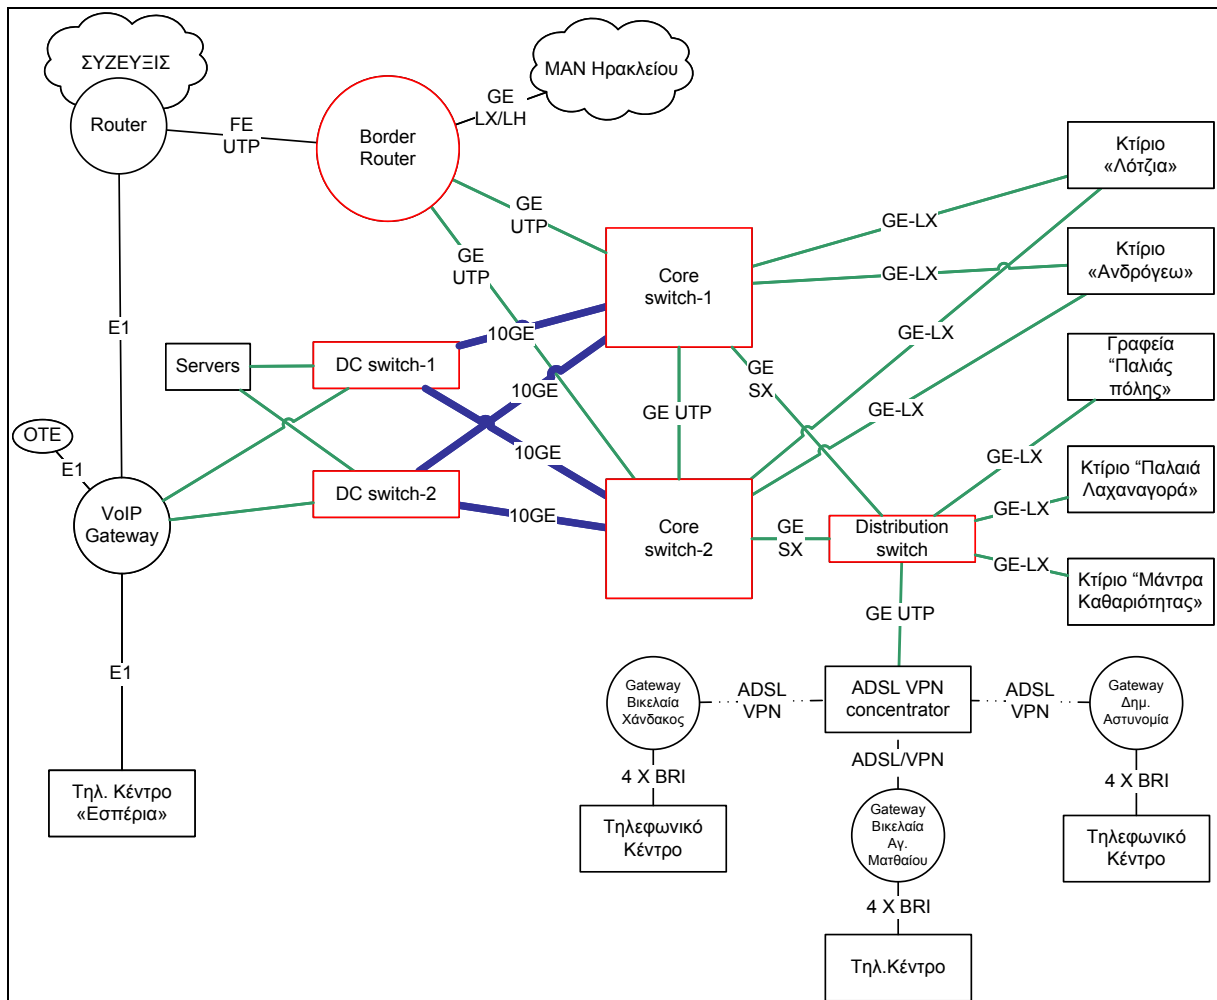 ΣΥΖΕΥΞΙΣ
Router
FE
UTP
Border
Router
GE
LX/LH
MAN Ηρακλείου
GE
UTP
GE
UTP
E1
Core
switch-1
GE-LX
GE-LX
GE-LX
GE-LX
Κτίριο
«Λότζια»
Κτίριο
«Ανδρόγεω»
Γραφεία
“Παλιάς
πόλης»
Κτίριο “Παλαιά
Λαχαναγορά»
Κτίριο “Μάντρα
Καθαριότητας»
Servers
DC switch-1
DC switch-2
10GE
10GE
10GE
10GE
GE UTP
GE
SX
OTE
E1
VoIP
Gateway
Core
switch-2
GE
SX
Distribution
switch
GE-LX
GE-LX
GE-LX
GE UTP
E1
Τηλ. Κέντρο
«Εσπέρια»
Gateway
Βικελαία
Χάνδακος
ADSL
VPN
ADSL VPN
concentrator
ADSL
VPN
Gateway
Δημ.
Αστυνομία
ADSL/VPN
4 X BRI
4 X BRI
Τηλεφωνικό
Κέντρο
Gateway
Βικελαία
Αγ.
Ματθαίου
Τηλεφωνικό
Κέντρο
4 X BRI
Τηλ.Κέντρο